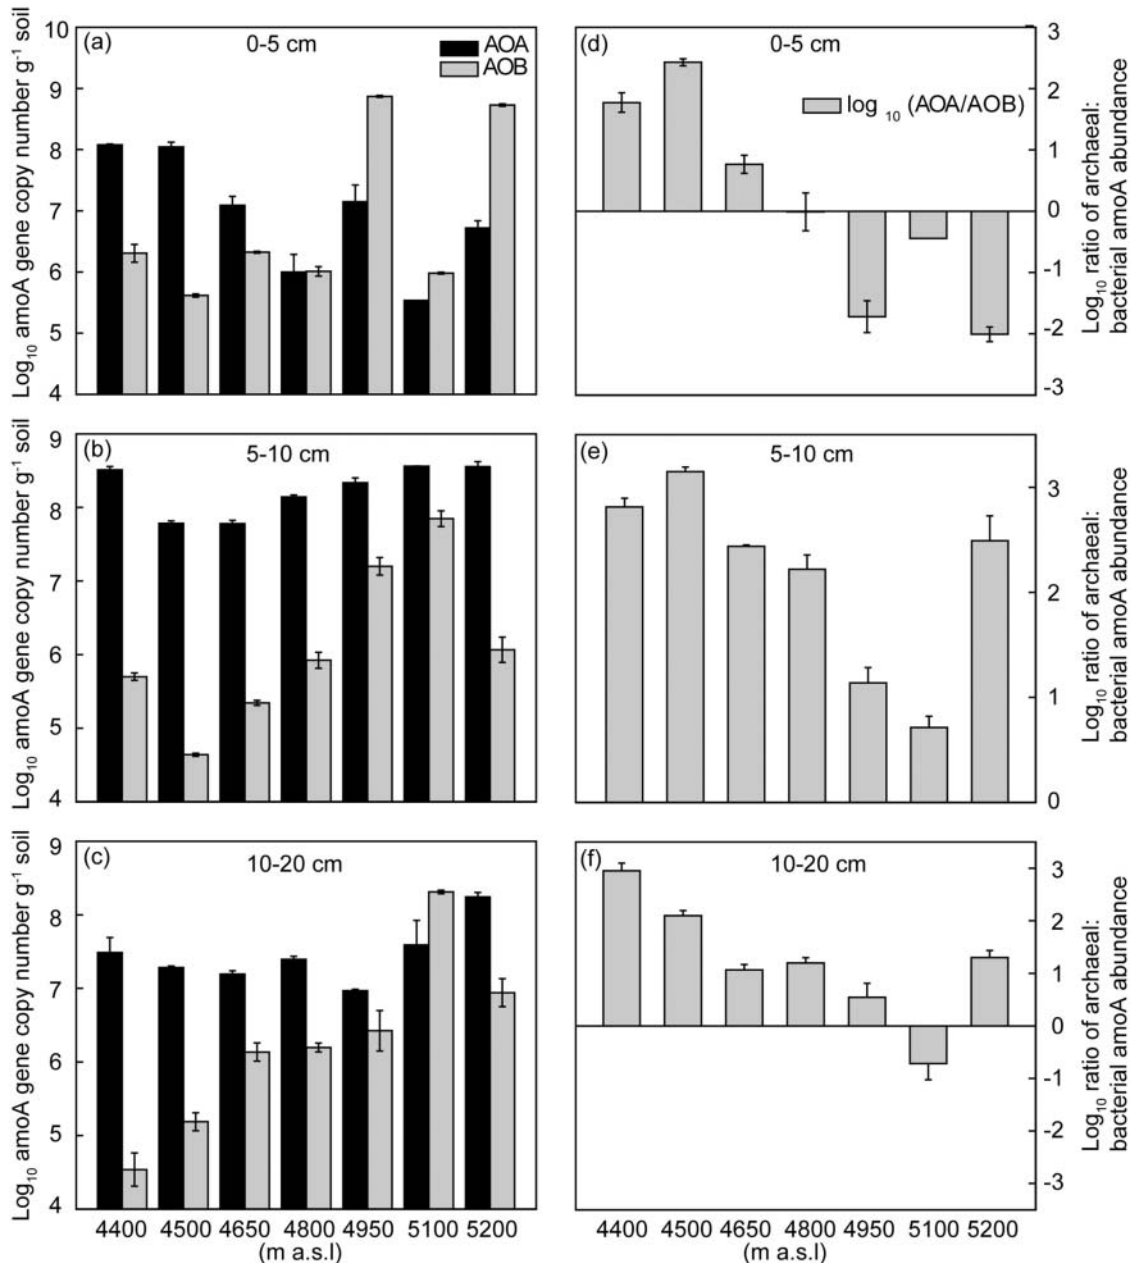 (a)
0-5 cm
AOA
AOB
10
9
8
7
6
5
4
Log₁₀ amoA gene copy number g⁻¹ soil
(d)
0-5 cm
log ₁₀ (AOA/AOB)
3
2
1
0
-1
-2
-3
Log₁₀ ratio of archaeal:
bacterial amoA abundance
(b)
5-10 cm
9
8
7
6
5
4
Log₁₀ amoA gene copy number g⁻¹ soil
(e)
5-10 cm
3
2
1
0
Log₁₀ ratio of archaeal:
bacterial amoA abundance
(c)
10-20 cm
9
8
7
6
5
4
Log₁₀ amoA gene copy number g⁻¹ soil
4400 4500 4650 4800 4950 5100 5200
(m a.s.l)
(f)
10-20 cm
3
2
1
0
-1
-2
-3
Log₁₀ ratio of archaeal:
bacterial amoA abundance
4400 4500 4650 4800 4950 5100 5200
(m a.s.l)